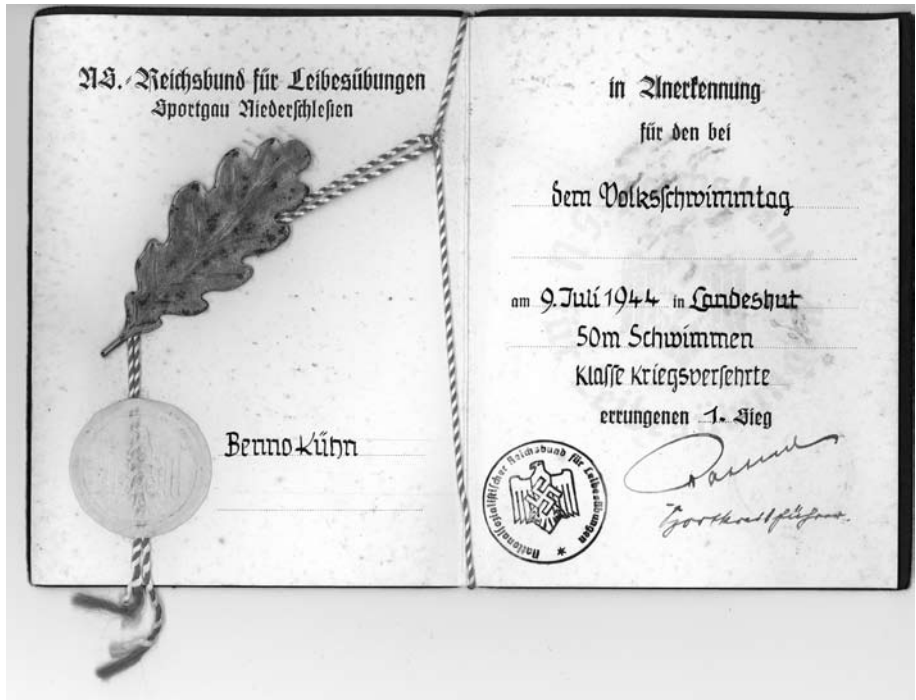 NS.-Reichsbund für Leibesübungen
Sportgau Niederschlesien
Benno Kühn
in Anerkennung
für den bei
dem Volksschwimmtag
am 9. Juli 1944 in Landeshut
50m Schwimmen
Klasse Kriegsversehrte
errungenen 1. Sieg
Nationalsozialistischer Reichsbund für Leibesübungen
Sportkreisführer.